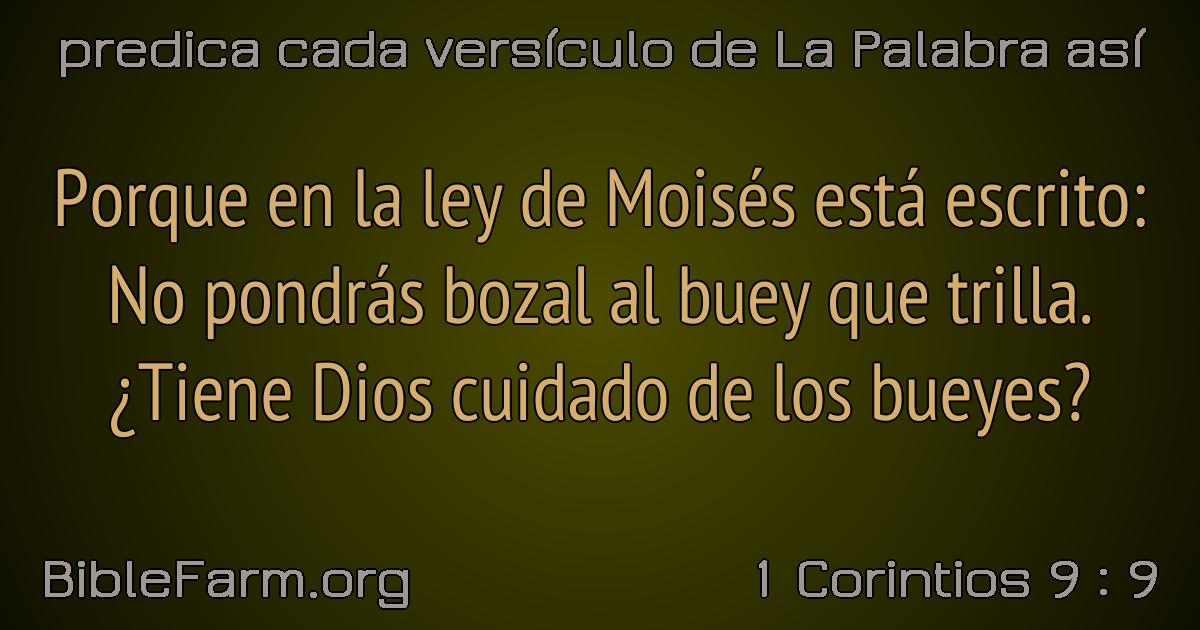 predica cada versículo de La Palabra así
Porque en la ley de Moisés está escrito:
No pondrás bozal al buey que trilla.
¿Tiene Dios cuidado de los bueyes?
BibleFarm.org
1 Corintios 9 : 9